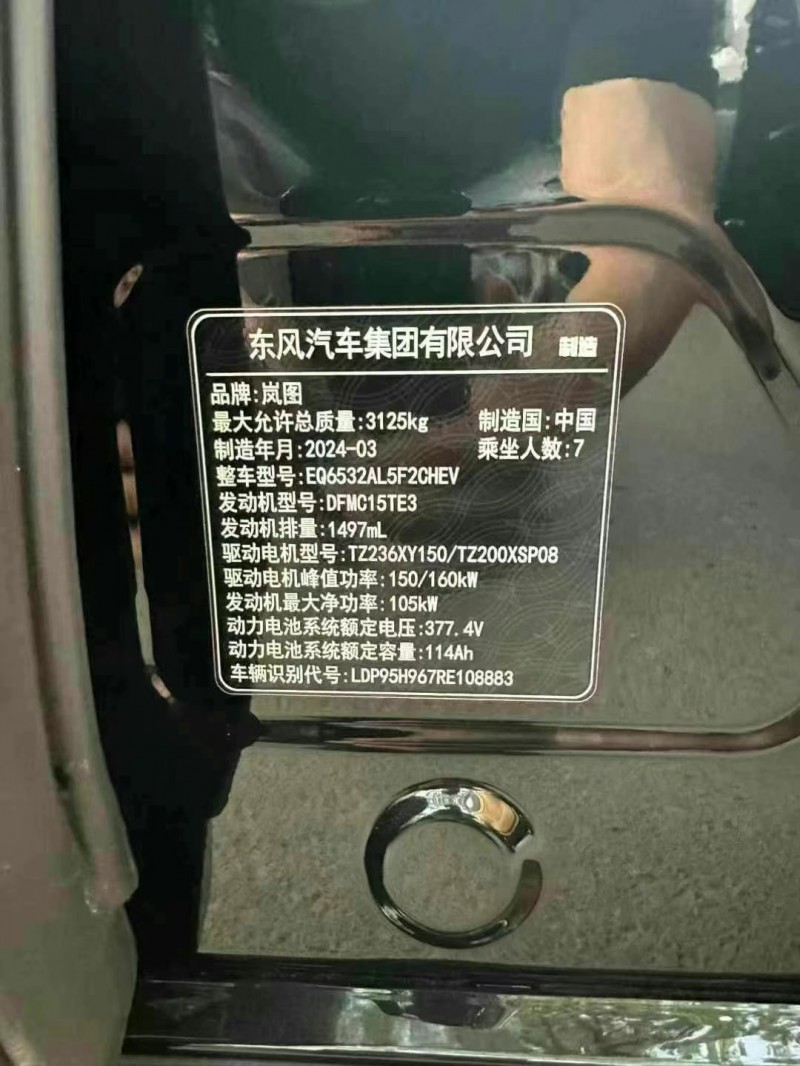 东风汽车集团有限公司 制造
品牌:岚图
最大允许总质量:3125kg 制造国:中国
制造年月:2024-03 乘坐人数:7
整车型号:EQ6532AL5F2CHEV
发动机型号:DFMC15TE3
发动机排量:1497mL
驱动电机型号:TZ236XY150/TZ200XSP08
驱动电机峰值功率:150/160kW
发动机最大净功率:105kW
动力电池系统额定电压:377.4V
动力电池系统额定容量:114Ah
车辆识别代号:LDP95H967RE108883